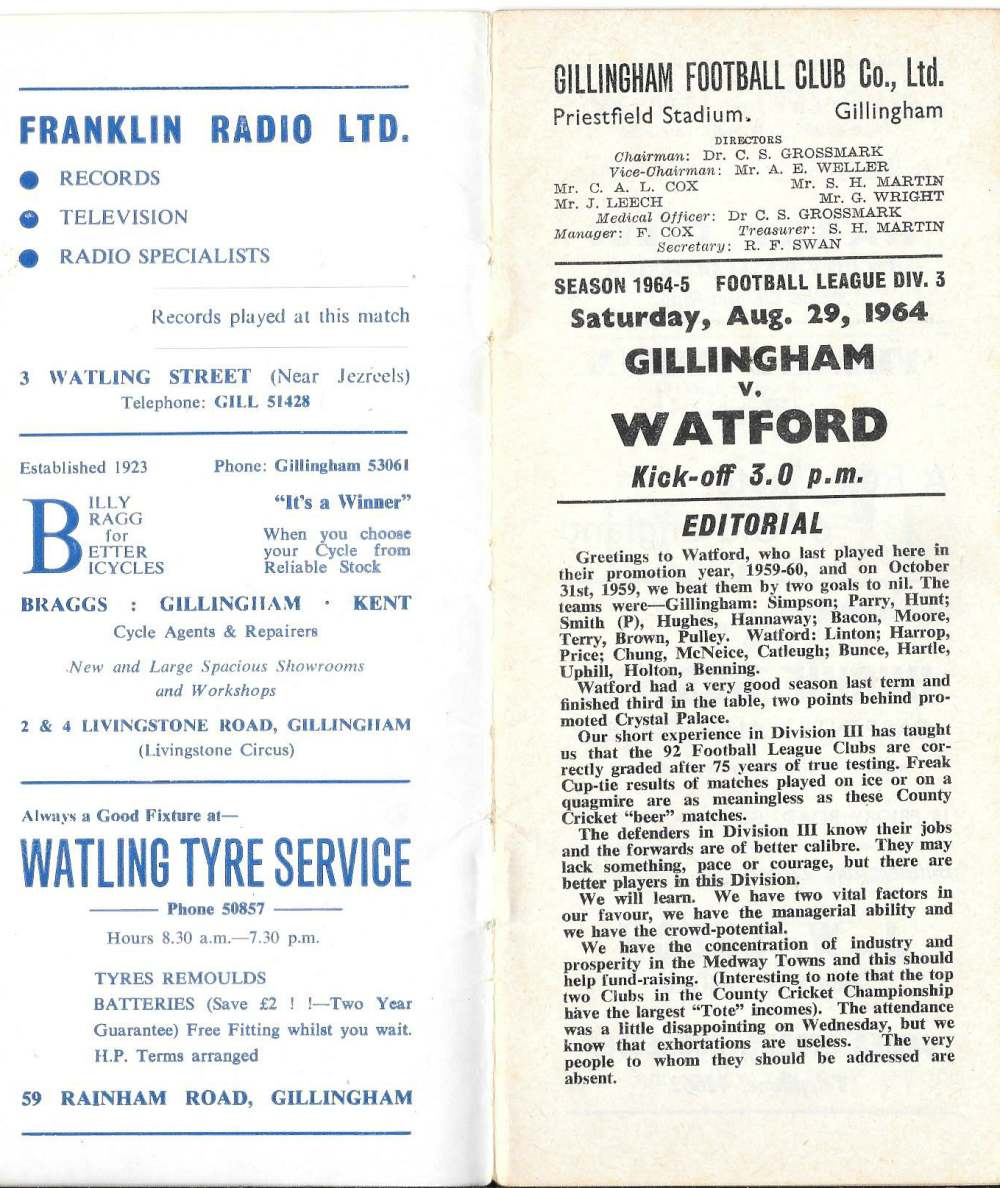 FRANKLIN RADIO LTD.
RECORDS
TELEVISION
RADIO SPECIALISTS
Records played at this match
3 WATLING STREET (Near Jezreels)
Telephone: GILL 51428
Established 1923 Phone: Gillingham 53061
BILLY
RAGG
for
BETTER
BICYCLES
"It's a Winner"
When you choose
your Cycle from
Reliable Stock
BRAGGS : GILLINGHAM · KENT
Cycle Agents & Repairers
New and Large Spacious Showrooms
and Workshops
2 & 4 LIVINGSTONE ROAD, GILLINGHAM
(Livingstone Circus)
Always a Good Fixture at—
WATLING TYRE SERVICE
Phone 50857
Hours 8.30 a.m.—7.30 p.m.
TYRES REMOULDS
BATTERIES (Save £2 ! !—Two Year
Guarantee) Free Fitting whilst you wait.
H.P. Terms arranged
59 RAINHAM ROAD, GILLINGHAM
GILLINGHAM FOOTBALL CLUB Co., Ltd.
Priestfield Stadium. Gillingham
DIRECTORS
Chairman: Dr. C. S. GROSSMARK
Vice-Chairman: Mr. A. E. WELLER
Mr. C. A. L. COX Mr. S. H. MARTIN
Mr. J. LEECH Mr. G. WRIGHT
Medical Officer: Dr C. S. GROSSMARK
Manager: F. COX Treasurer: S. H. MARTIN
Secretary: R. F. SWAN
SEASON 1964-5 FOOTBALL LEAGUE DIV. 3
Saturday, Aug. 29, 1964
GILLINGHAM
v.
WATFORD
Kick-off 3.0 p.m.
EDITORIAL
Greetings to Watford, who last played here in
their promotion year, 1959-60, and on October
31st, 1959, we beat them by two goals to nil. The
teams were—Gillingham: Simpson; Parry, Hunt;
Smith (P), Hughes, Hannaway; Bacon, Moore,
Terry, Brown, Pulley. Watford: Linton; Harrop,
Price; Chung, McNeice, Catleugh; Bunce, Hartle,
Uphill, Holton, Benning.
Watford had a very good season last term and
finished third in the table, two points behind pro-
moted Crystal Palace.
Our short experience in Division III has taught
us that the 92 Football League Clubs are cor-
rectly graded after 75 years of true testing. Freak
Cup-tie results of matches played on ice or on a
quagmire are as meaningless as these County
Cricket "beer" matches.
The defenders in Division III know their jobs
and the forwards are of better calibre. They may
lack something, pace or courage, but there are
better players in this Division.
We will learn. We have two vital factors in
our favour, we have the managerial ability and
we have the crowd-potential.
We have the concentration of industry and
prosperity in the Medway Towns and this should
help fund-raising. (Interesting to note that the top
two Clubs in the County Cricket Championship
have the largest "Tote" incomes). The attendance
was a little disappointing on Wednesday, but we
know that exhortations are useless. The very
people to whom they should be addressed are
absent.